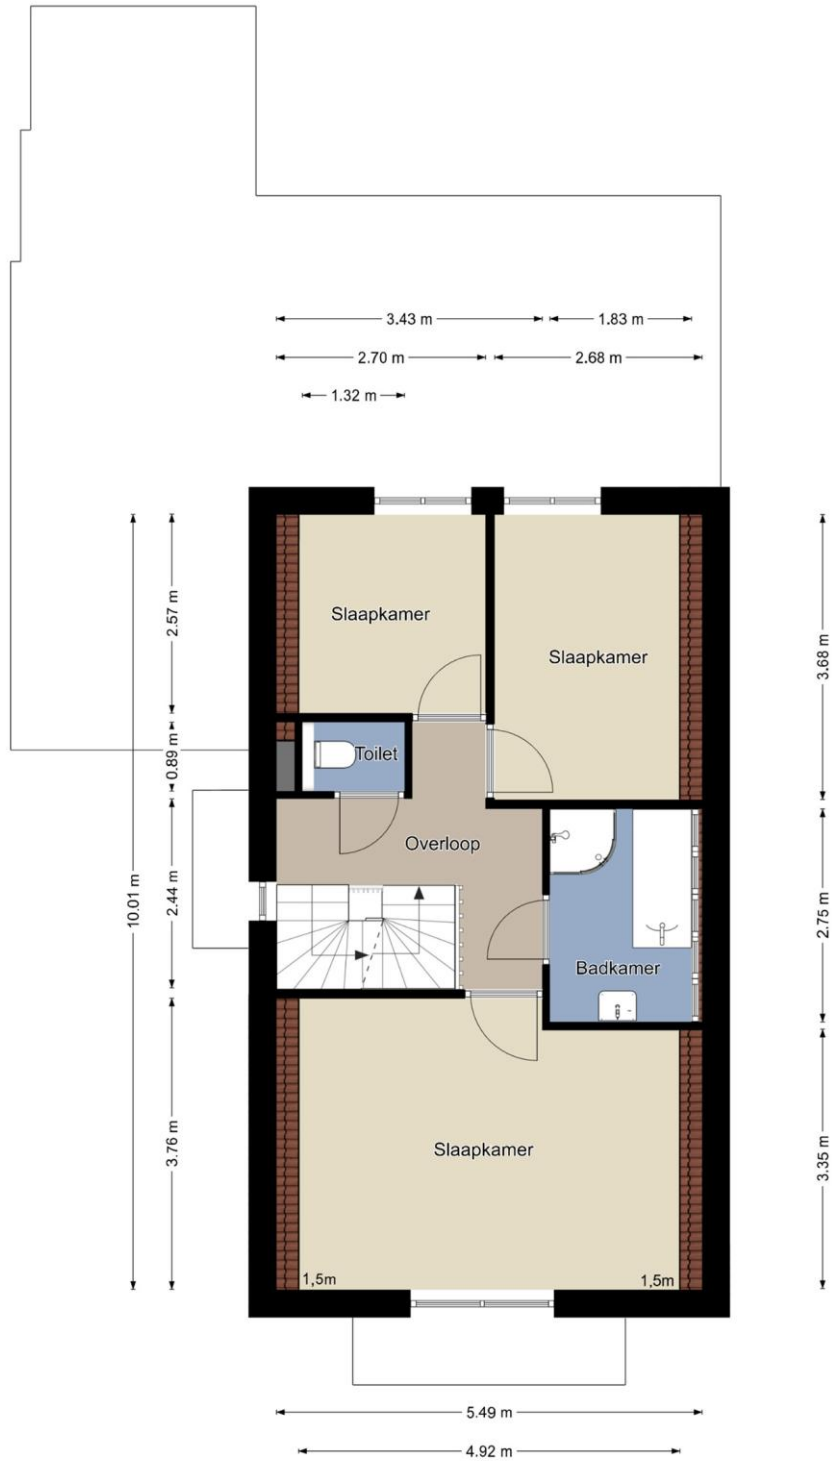 3.43 m
1.83 m
2.70 m
2.68 m
1.32 m
2.57 m
3.68 m
Slaapkamer
Slaapkamer
0.89 m
Toilet
Overloop
10.01 m
2.44 m
2.75 m
Badkamer
3.76 m
3.35 m
Slaapkamer
1,5m
1,5m
5.49 m
4.92 m